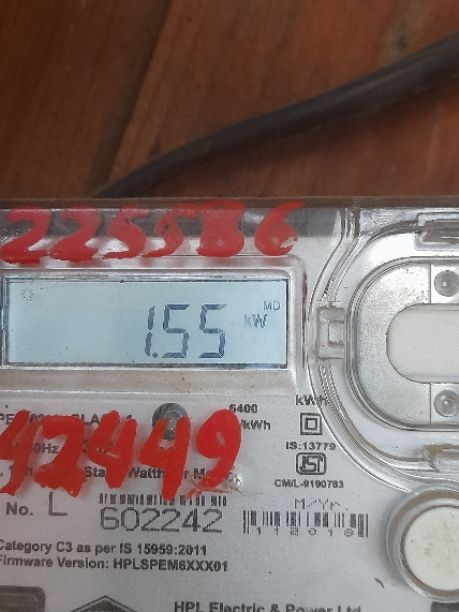 225586
MD
1.55 kW
6400 kWh
42449
IS:13779
CM/L-9190783
No. L 602242
M/Yr.
Category C3 as per IS 15959:2011
Firmware Version: HPLSPEM6XXX01
HPL Electric & Power Ltd